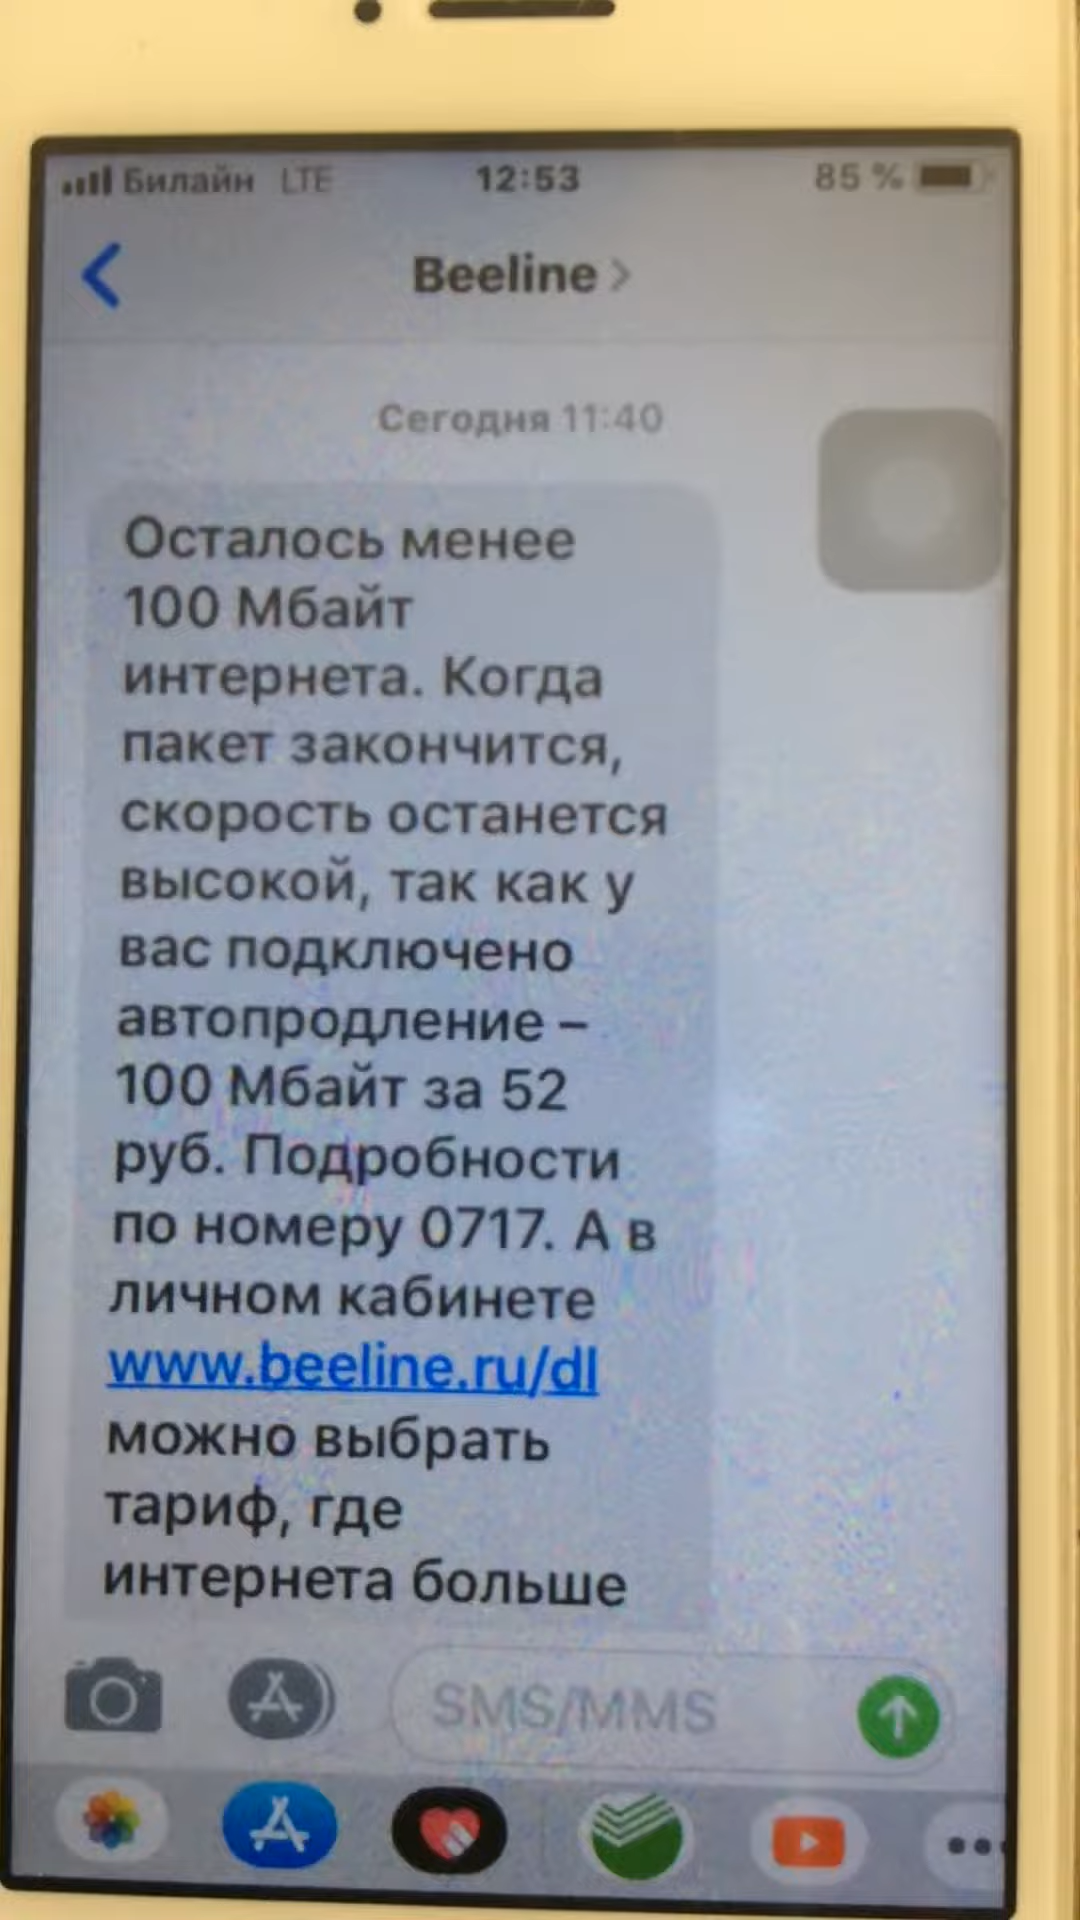 Билайн LTE 12:53 85 %
Beeline
Сегодня 11:40
Осталось менее
100 Мбайт
интернета. Когда
пакет закончится,
скорость останется
высокой, так как у
вас подключено
автопродление –
100 Мбайт за 52
руб. Подробности
по номеру 0717. А в
личном кабинете
www.beeline.ru/dl
можно выбрать
тариф, где
интернета больше
SMS/MMS